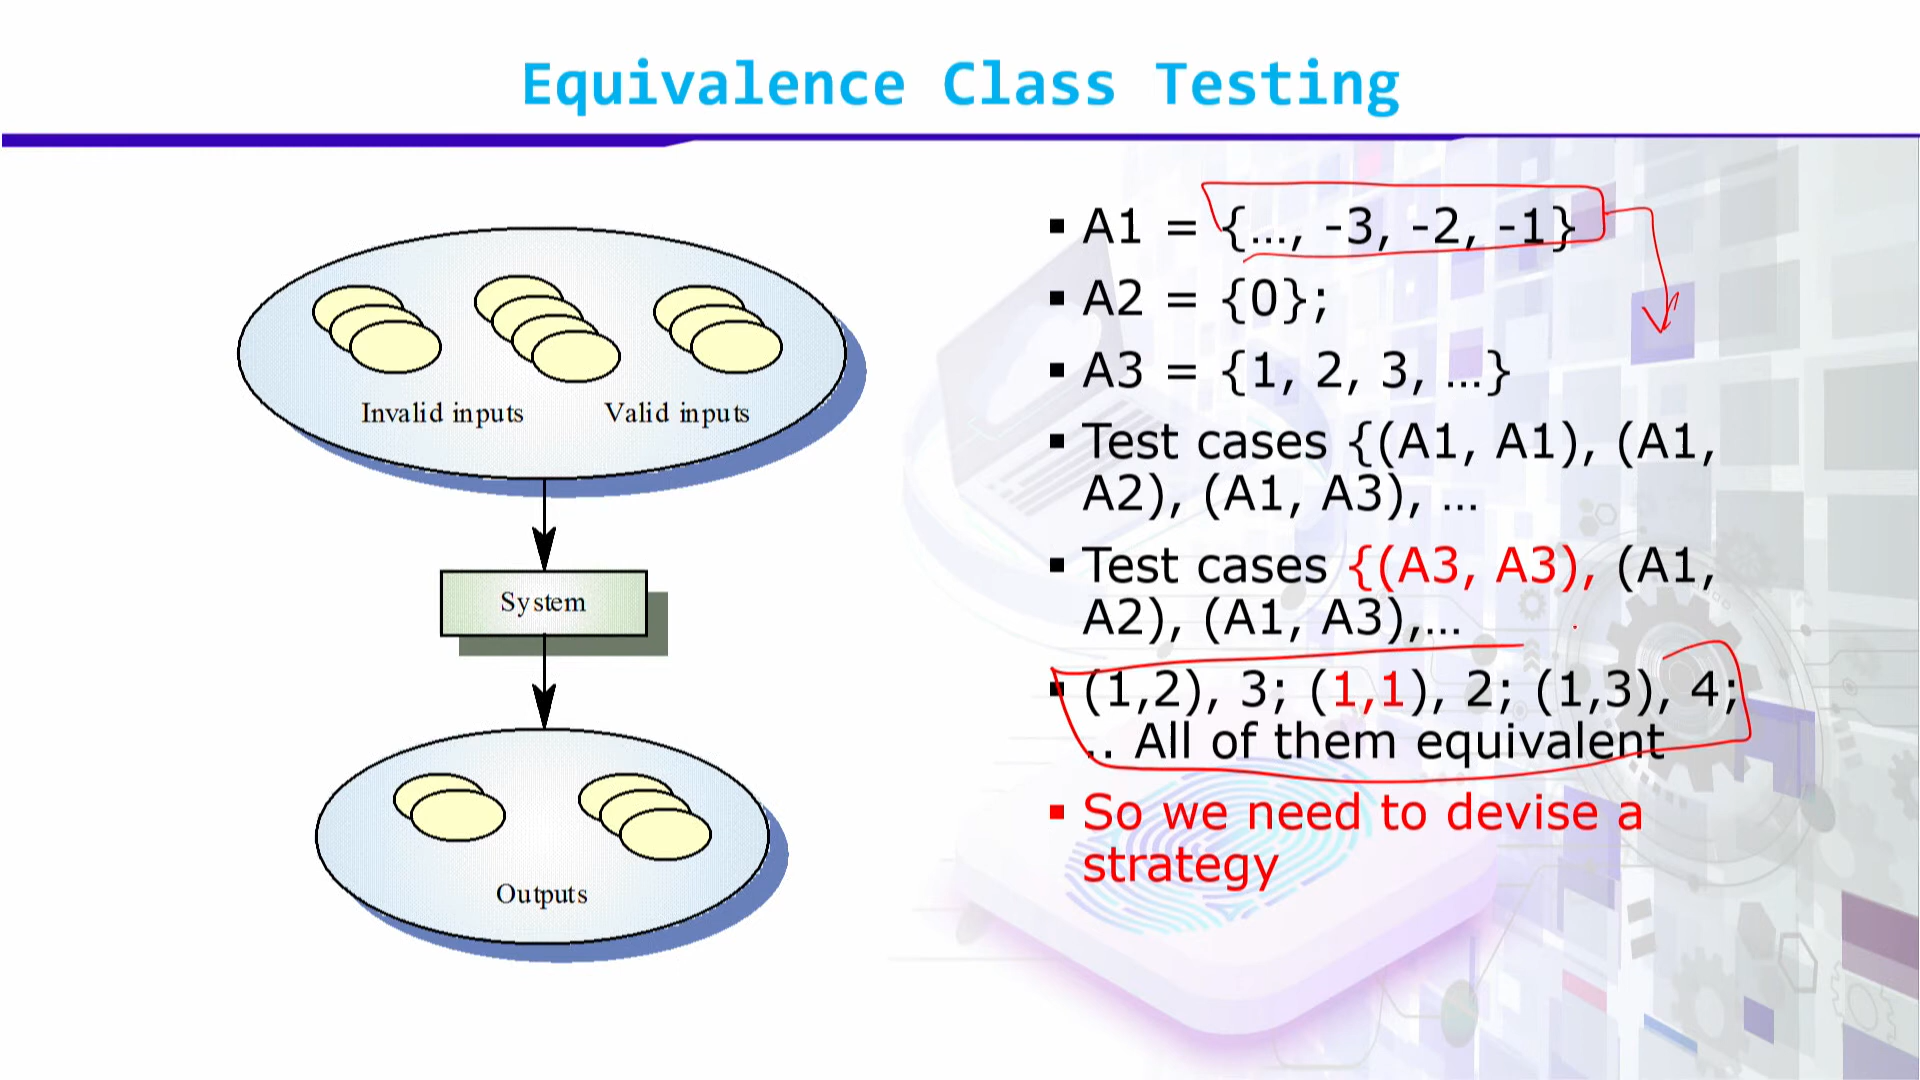 Equivalence Class Testing
Invalid inputs
Valid inputs
System
Outputs
▪ A1 = {…, -3, -2, -1}
▪ A2 = {0};
▪ A3 = {1, 2, 3, …}
▪ Test cases {(A1, A1), (A1,
A2), (A1, A3), …
▪ Test cases {(A3, A3), (A1,
A2), (A1, A3),…
▪ (1,2), 3; (1,1), 2; (1,3), 4;
.. All of them equivalent
▪ So we need to devise a
strategy